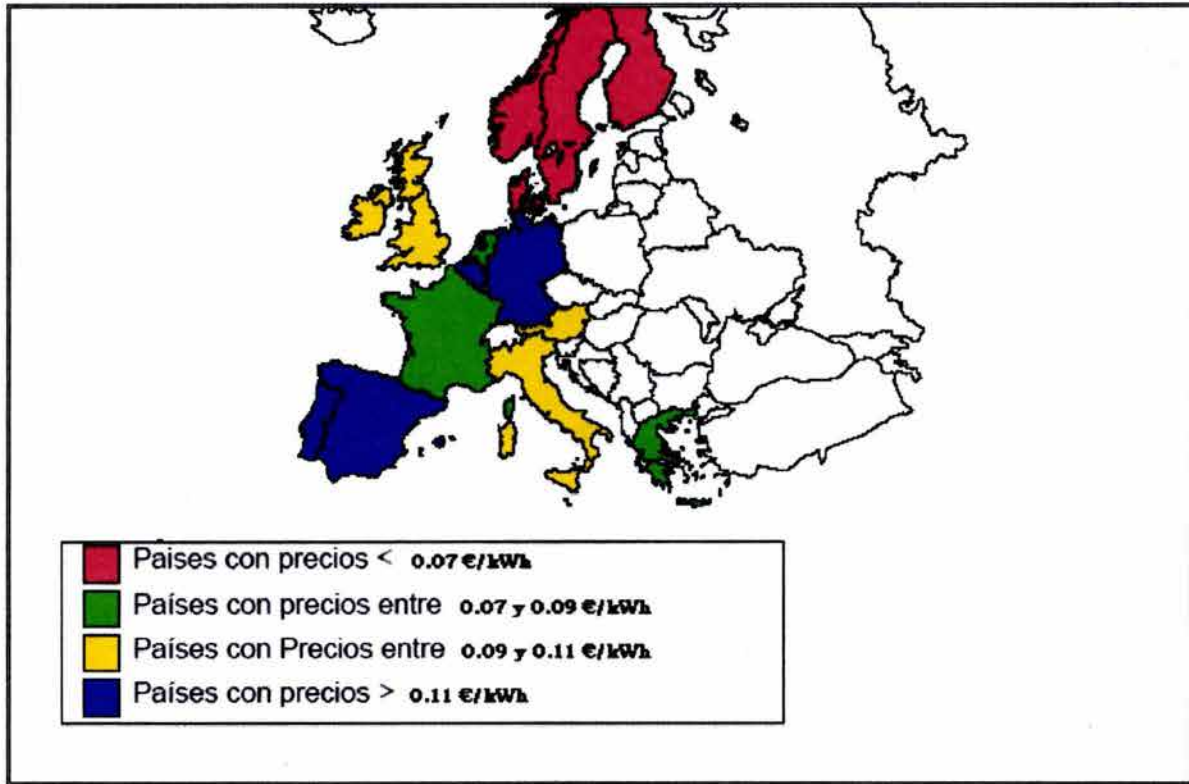 Paises con precios < 0.07 €/kWh
Países con precios entre 0.07 y 0.09 €/kWh
Países con Precios entre 0.09 y 0.11 €/kWh
Países con precios > 0.11 €/kWh